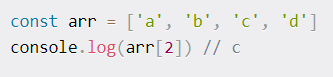 const arr = ['a', 'b', 'c', 'd']
console.log(arr[2]) // c